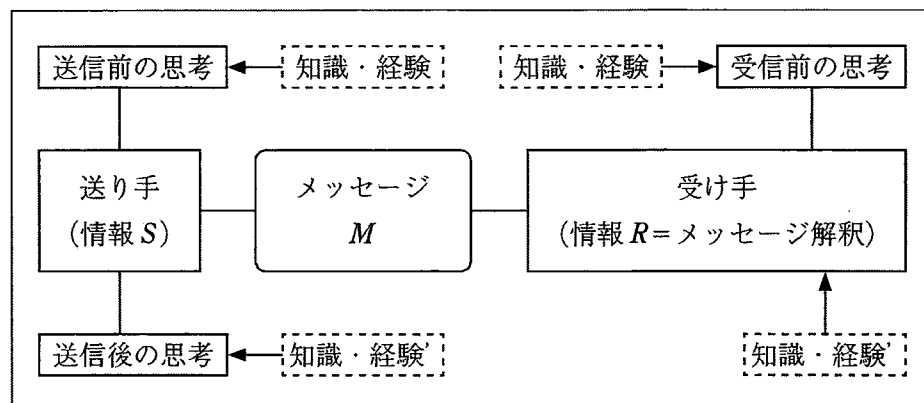 送信前の思考
知識・経験
知識・経験
受信前の思考
送り手
(情報 S)
メッセージ
M
受け手
(情報 R=メッセージ解釈)
送信後の思考
知識・経験'
知識・経験'